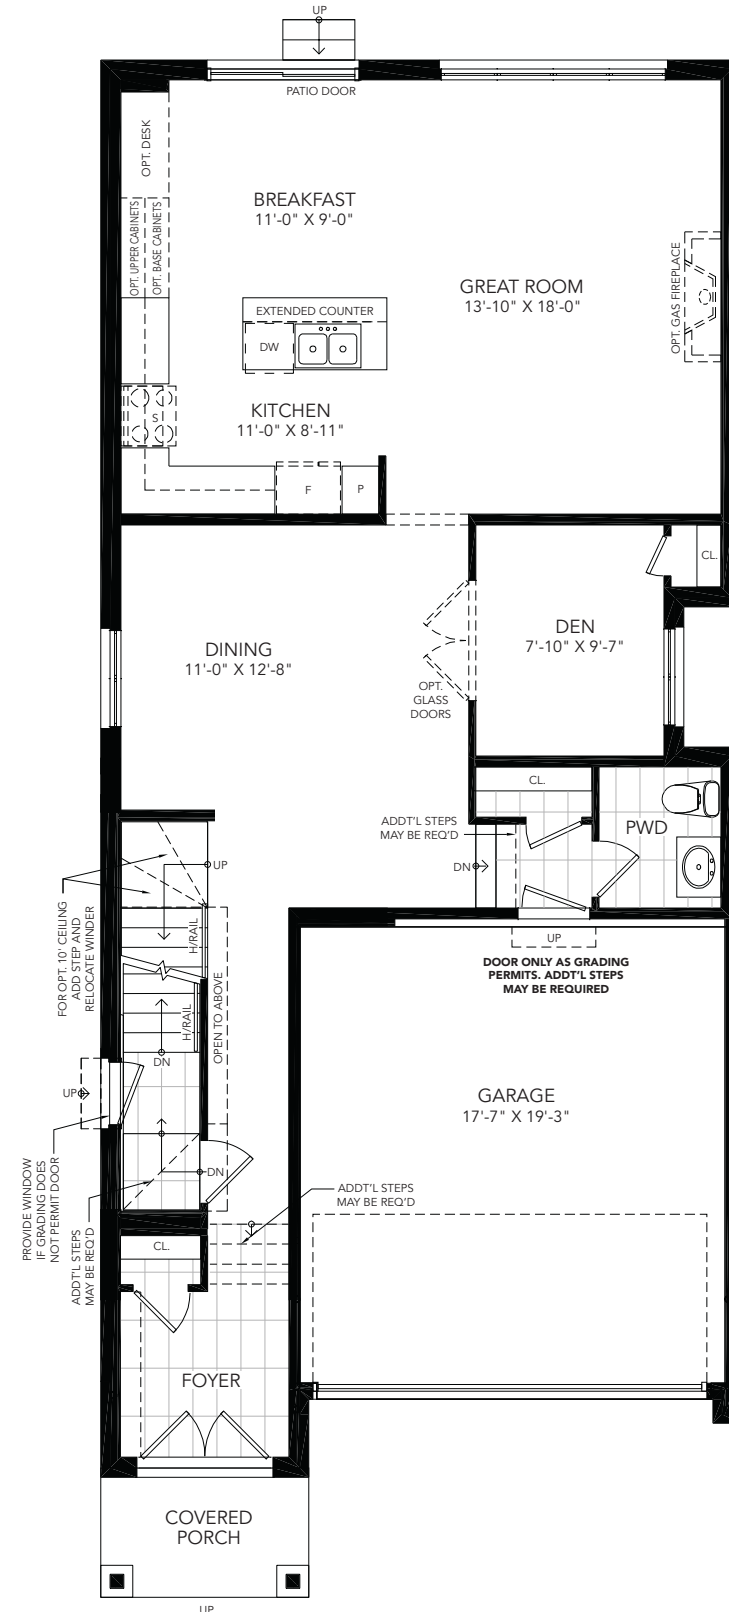 UP
PATIO DOOR
OPT. DESK
BREAKFAST
11'-0" X 9'-0"
OPT. UPPER CABINETS
OPT. BASE CABINETS
GREAT ROOM
13'-10" X 18'-0"
OPT. GAS FIREPLACE
EXTENDED COUNTER
DW
KITCHEN
11'-0" X 8'-11"
S
F
P
CL.
DINING
11'-0" X 12'-8"
DEN
7'-10" X 9'-7"
OPT.
GLASS
DOORS
CL.
ADDT'L STEPS
MAY BE REQ'D
PWD
DN
UP
FOR OPT. 10' CEILING
ADD STEP AND
RELOCATE WINDER
H/RAIL
UP
DOOR ONLY AS GRADING
PERMITS. ADDT'L STEPS
MAY BE REQUIRED
H/RAIL
OPEN TO ABOVE
DN
UP
GARAGE
17'-7" X 19'-3"
PROVIDE WINDOW
IF GRADING DOES
NOT PERMIT DOOR
DN
ADDT'L STEPS
MAY BE REQ'D
ADDT'L STEPS
MAY BE REQ'D
CL.
FOYER
COVERED
PORCH
UP